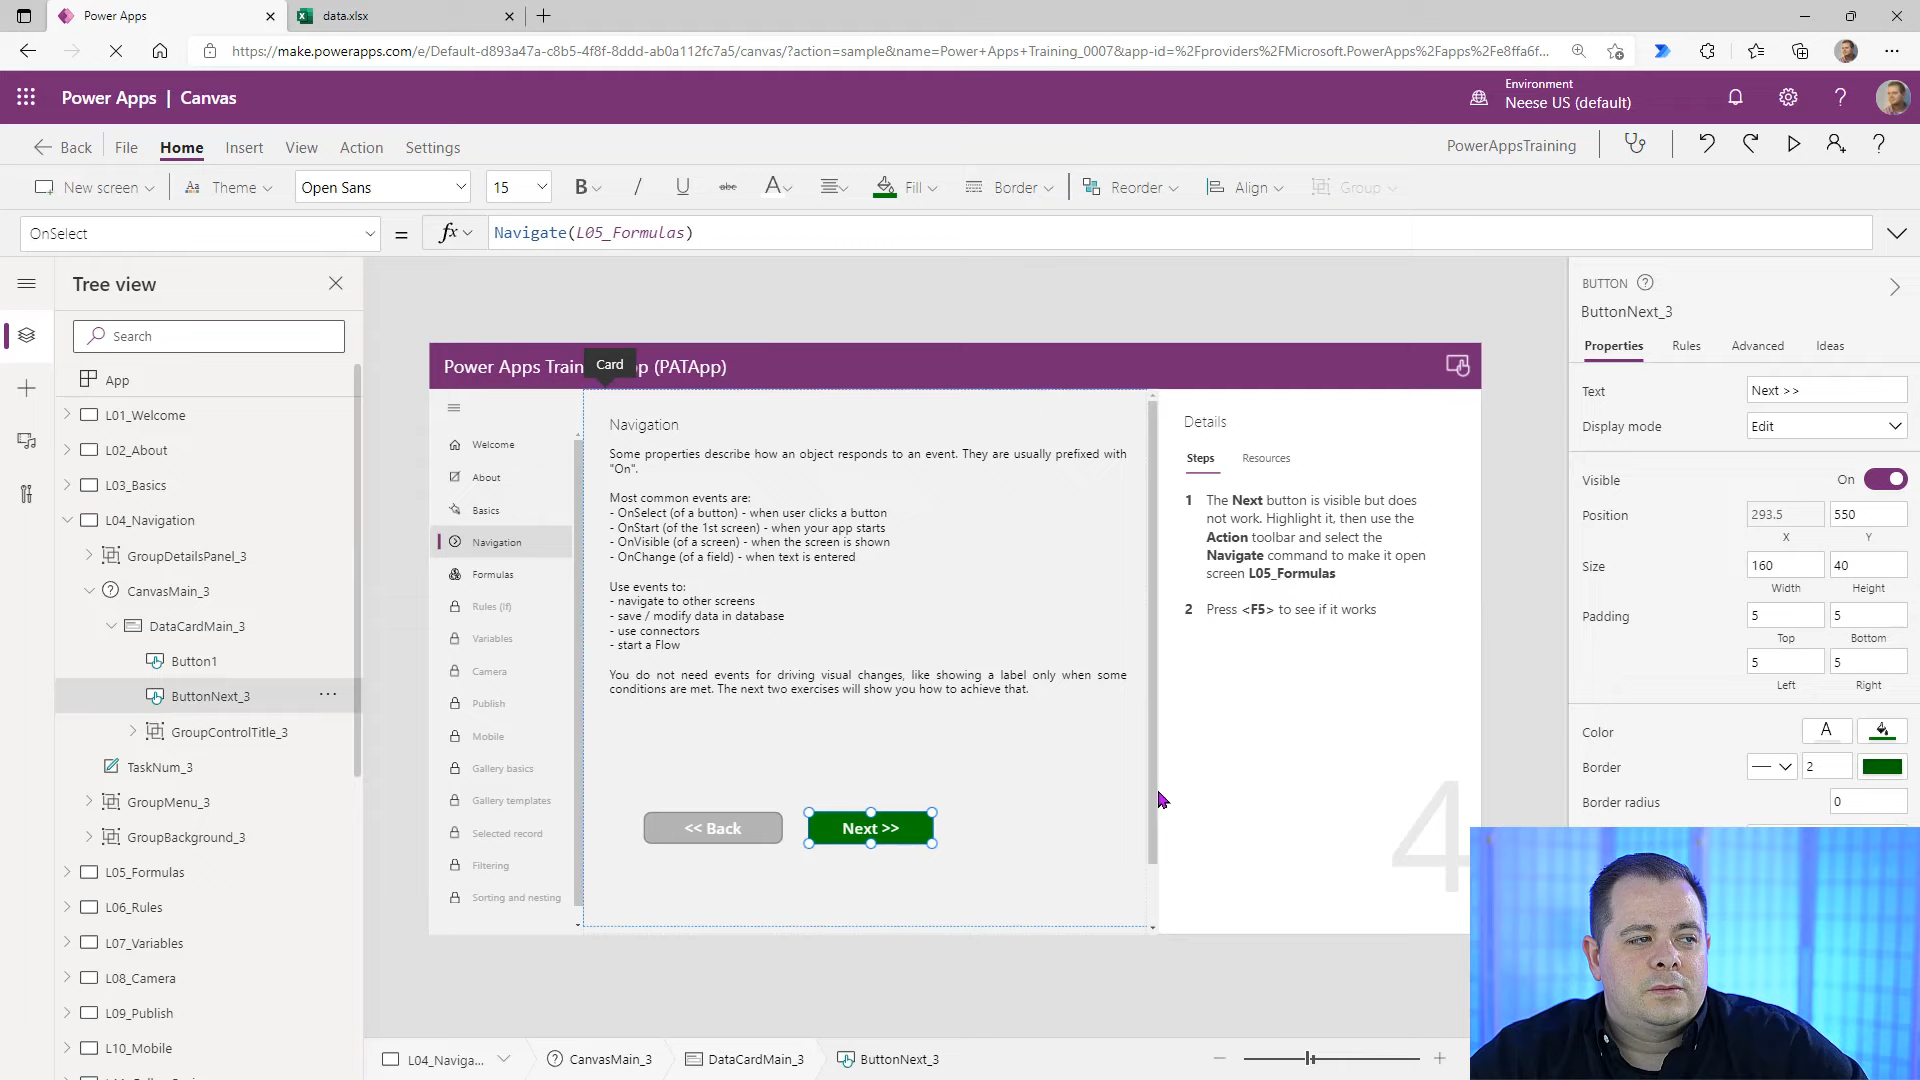 Power Apps
data.xlsx
https://make.powerapps.com/e/Default-d893a47a-c8b5-4f8f-8ddd-ab0a112fc7a5/canvas/?action=sample&name=Power+Apps+Training_0007&app-id=%2Fproviders%2FMicrosoft.PowerApps%2Fapps%2Fe8ffa6f...
Power Apps | Canvas
Environment
Neese US (default)
Back
File
Home
Insert
View
Action
Settings
PowerAppsTraining
New screen
Theme
Open Sans
15
B
abc
Fill
Border
Reorder
Align
Group
OnSelect
=
fx
Navigate(L05_Formulas)
Tree view
Search
App
L01_Welcome
L02_About
L03_Basics
L04_Navigation
GroupDetailsPanel_3
CanvasMain_3
DataCardMain_3
Button1
ButtonNext_3
GroupControlTitle_3
TaskNum_3
GroupMenu_3
GroupBackground_3
L05_Formulas
L06_Rules
L07_Variables
L08_Camera
L09_Publish
L10_Mobile
Power Apps Train
Card
p (PATApp)
Welcome
About
Basics
Navigation
Formulas
Rules (If)
Variables
Camera
Publish
Mobile
Gallery basics
Gallery templates
Selected record
Filtering
Sorting and nesting
Navigation
Some properties describe how an object responds to an event. They are usually prefixed with
"On".
Most common events are:
- OnSelect (of a button) - when user clicks a button
- OnStart (of the 1st screen) - when your app starts
- OnVisible (of a screen) - when the screen is shown
- OnChange (of a field) - when text is entered
Use events to:
- navigate to other screens
- save / modify data in database
- use connectors
- start a Flow
You do not need events for driving visual changes, like showing a label only when some
conditions are met. The next two exercises will show you how to achieve that.
<< Back
Next >>
Details
Steps
Resources
1 The Next button is visible but does
not work. Highlight it, then use the
Action toolbar and select the
Navigate command to make it open
screen L05_Formulas
2 Press <F5> to see if it works
4
BUTTON
ButtonNext_3
Properties
Rules
Advanced
Ideas
Text
Next >>
Display mode
Edit
Visible
On
Position
293.5
550
X
Y
Size
160
40
Width
Height
Padding
5
5
Top
Bottom
5
5
Left
Right
Color
A
Border
2
Border radius
0
L04_Naviga...
CanvasMain_3
DataCardMain_3
ButtonNext_3